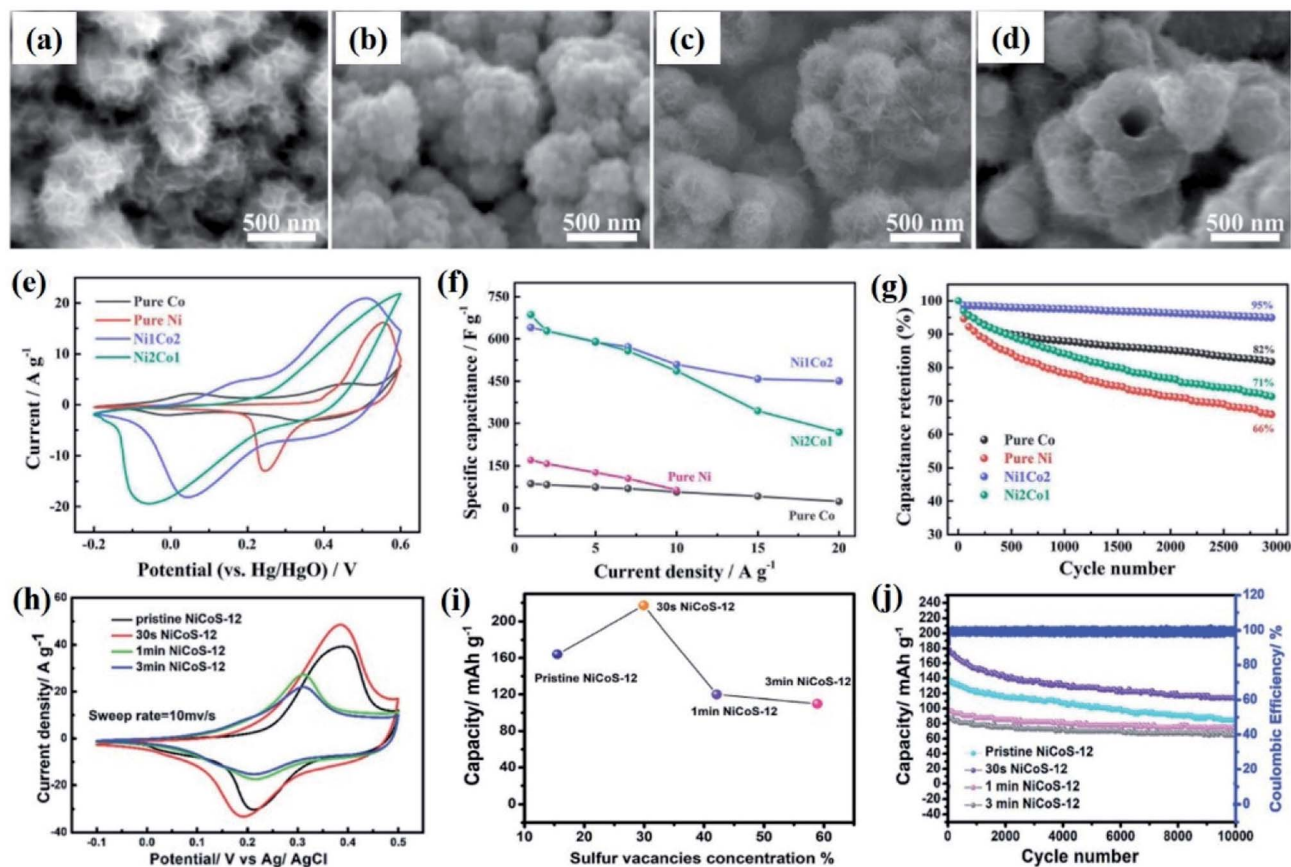 (a)
500 nm
(b)
500 nm
(c)
500 nm
(d)
500 nm
(e)
Current / A g⁻¹
20
10
0
-10
-20
Pure Co
Pure Ni
Ni1Co2
Ni2Co1
-0.2 0.0 0.2 0.4 0.6
Potential (vs. Hg/HgO) / V
(f)
Specific capacitance / F g⁻¹
750
600
450
300
150
0
Ni1Co2
Ni2Co1
Pure Ni
Pure Co
0 5 10 15 20
Current density / A g⁻¹
(g)
Capacitance retention (%)
100
90
80
70
60
50
40
30
95%
82%
71%
66%
Pure Co
Pure Ni
Ni1Co2
Ni2Co1
0 500 1000 1500 2000 2500 3000
Cycle number
(h)
Current density/ A g⁻¹
60
40
20
0
-20
-40
pristine NiCoS-12
30s NiCoS-12
1min NiCoS-12
3min NiCoS-12
Sweep rate=10mv/s
-0.1 0.0 0.1 0.2 0.3 0.4 0.5
Potential/ V vs Ag/ AgCl
(i)
Capacity/ mAh g⁻¹
200
160
120
80
40
0
30s NiCoS-12
Pristine NiCoS-12
3min NiCoS-12
1min NiCoS-12
10 20 30 40 50 60
Sulfur vacancies concentration %
(j)
Capacity/ mAh g⁻¹
240
220
200
180
160
140
120
100
80
60
40
20
0
-20
-40
Pristine NiCoS-12
30s NiCoS-12
1 min NiCoS-12
3 min NiCoS-12
0 2000 4000 6000 8000 10000
Cycle number
120
100
80
60
40
20
0
Coulombic Efficiency/ %